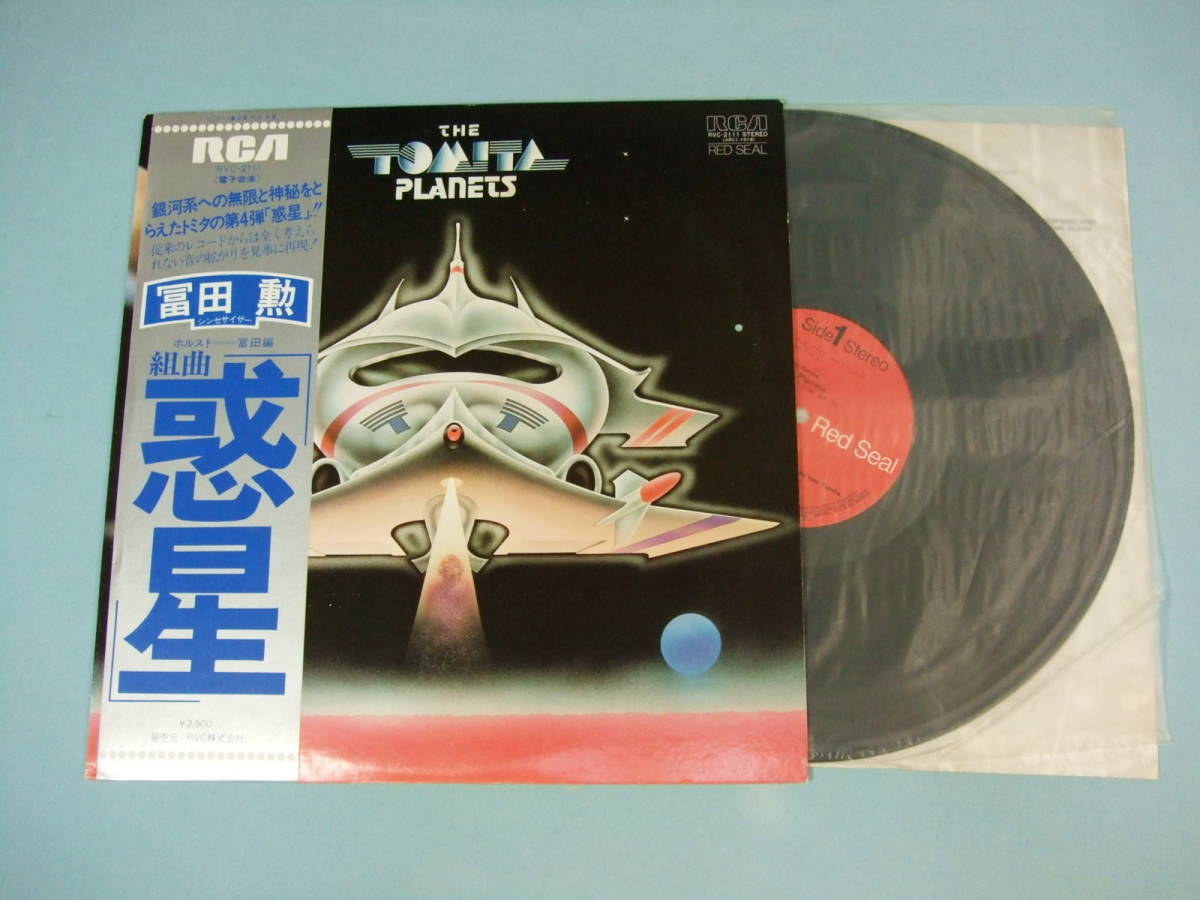 RCA
RVC-2111
(電子音楽)
銀河系への無限と神秘をと
らえたトミタの第4弾「惑星」!!
従来のレコードからは全く考えら
れない音の拡がりを見事に再現!
冨田 勲
シンセサイザー
ホルスト──冨田編
組曲
「惑星」
¥2,500
発売元 RVC株式会社
THE
TOMITA
PLANETS
RCA
RVC-2111 STEREO
(ARL1-1919)
RED SEAL
Side 1 Stereo
Red Seal